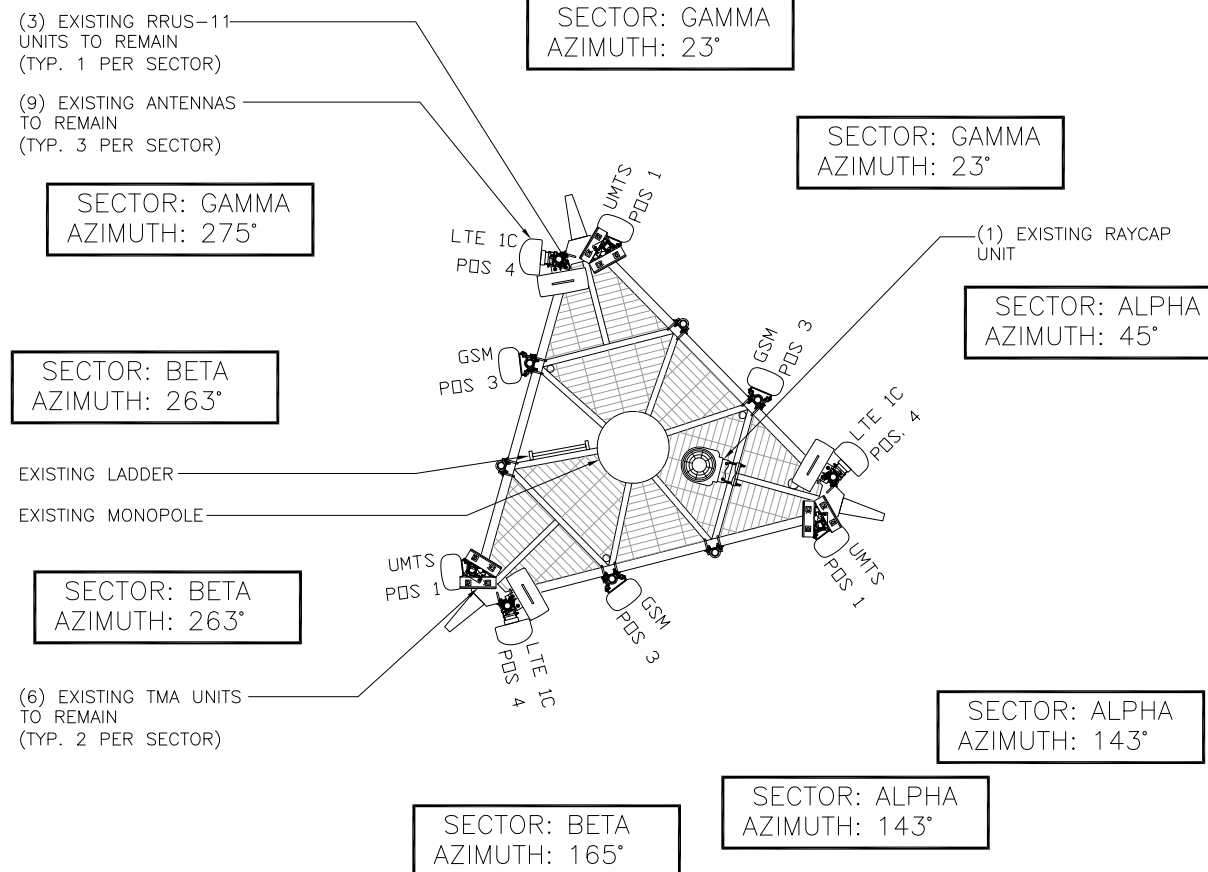 (3) EXISTING RRUS-11
UNITS TO REMAIN
(TYP. 1 PER SECTOR)
SECTOR: GAMMA
AZIMUTH: 23°
(9) EXISTING ANTENNAS
TO REMAIN
(TYP. 3 PER SECTOR)
SECTOR: GAMMA
AZIMUTH: 23°
SECTOR: GAMMA
AZIMUTH: 275°
UMTS
POS 1
LTE 1C
POS 4
(1) EXISTING RAYCAP
UNIT
SECTOR: ALPHA
AZIMUTH: 45°
GSM
POS 3
GSM
POS 3
SECTOR: BETA
AZIMUTH: 263°
LTE 1C
POS. 4
EXISTING LADDER
EXISTING MONOPOLE
UMTS
POS 1
UMTS
POS 1
SECTOR: BETA
AZIMUTH: 263°
GSM
POS 3
LTE 1C
POS 4
(6) EXISTING TMA UNITS
TO REMAIN
(TYP. 2 PER SECTOR)
SECTOR: ALPHA
AZIMUTH: 143°
SECTOR: ALPHA
AZIMUTH: 143°
SECTOR: BETA
AZIMUTH: 165°